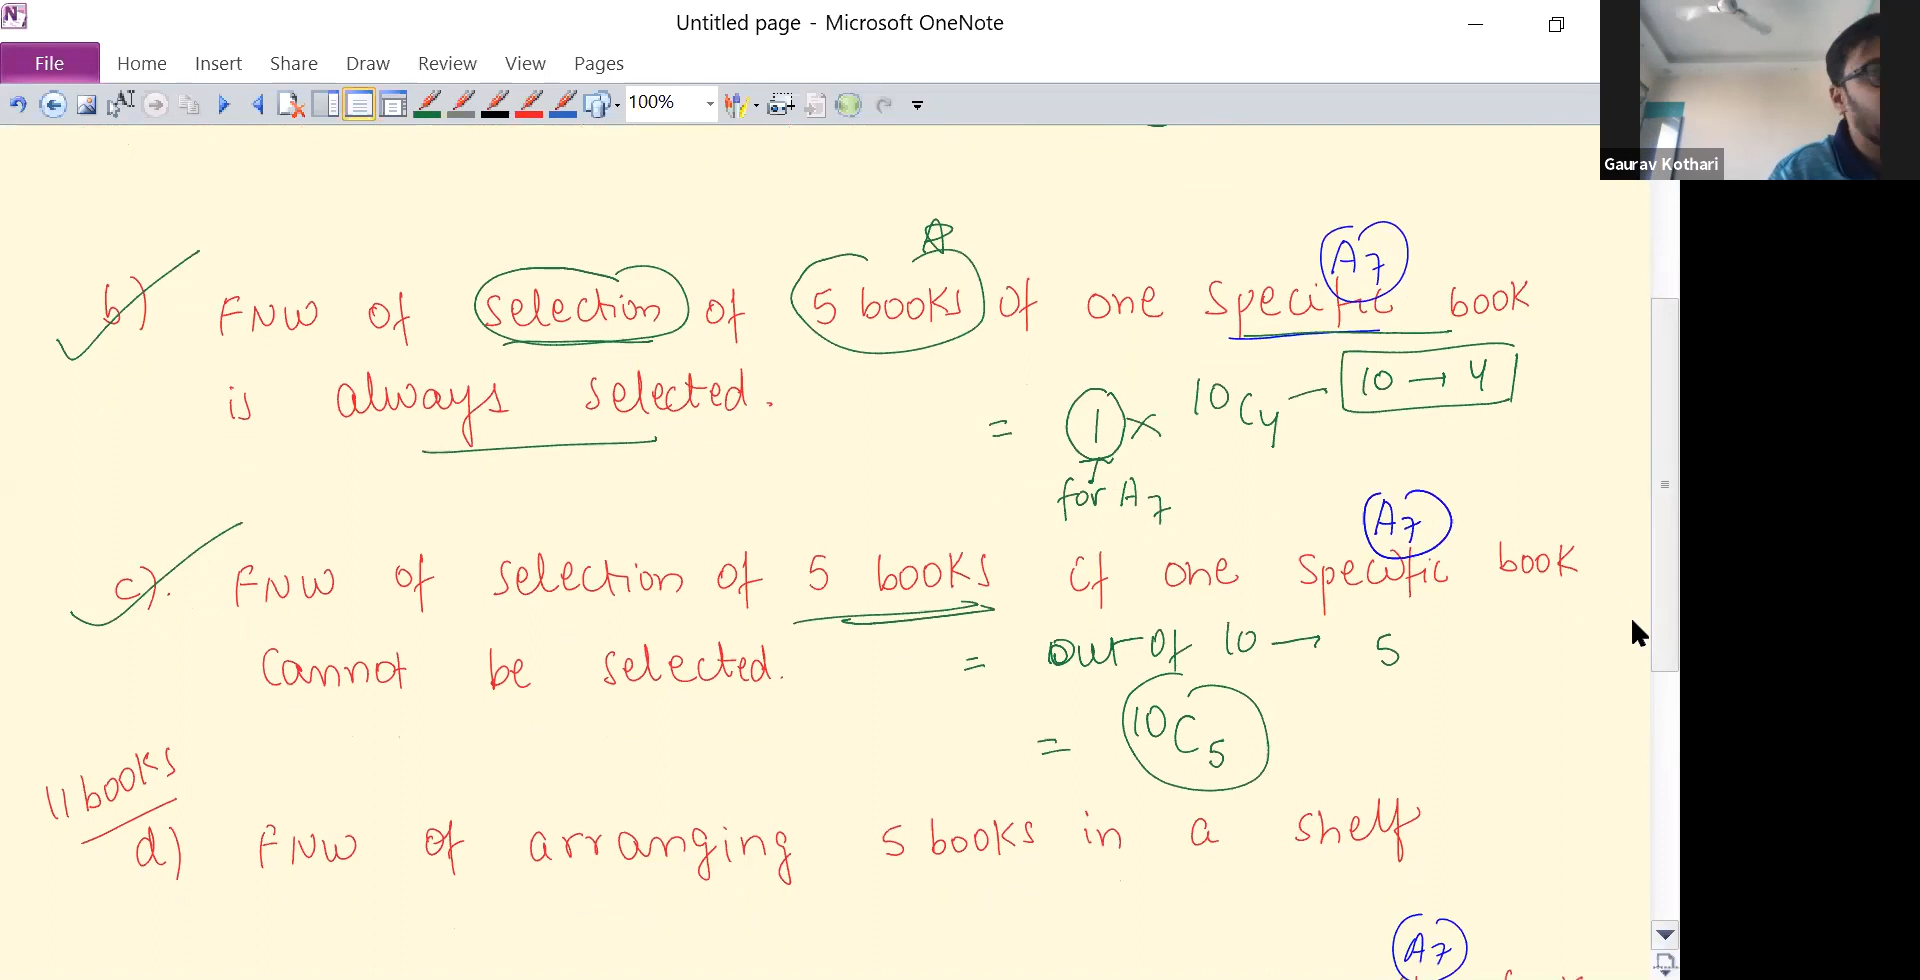 Untitled page - Microsoft OneNote
File Home Insert Share Draw Review View Pages
100%
Gaurav Kothari
A7
b) FNW of selection of 5 books of one specific book
is always selected.
= 1 × 10C4 — 10 → 4
for A7
A7
c). FNW of selection of 5 books if one specific book
cannot be selected.
= out of 10 → 5
= 10C5
11 books
d) FNW of arranging 5 books in a shelf
A7